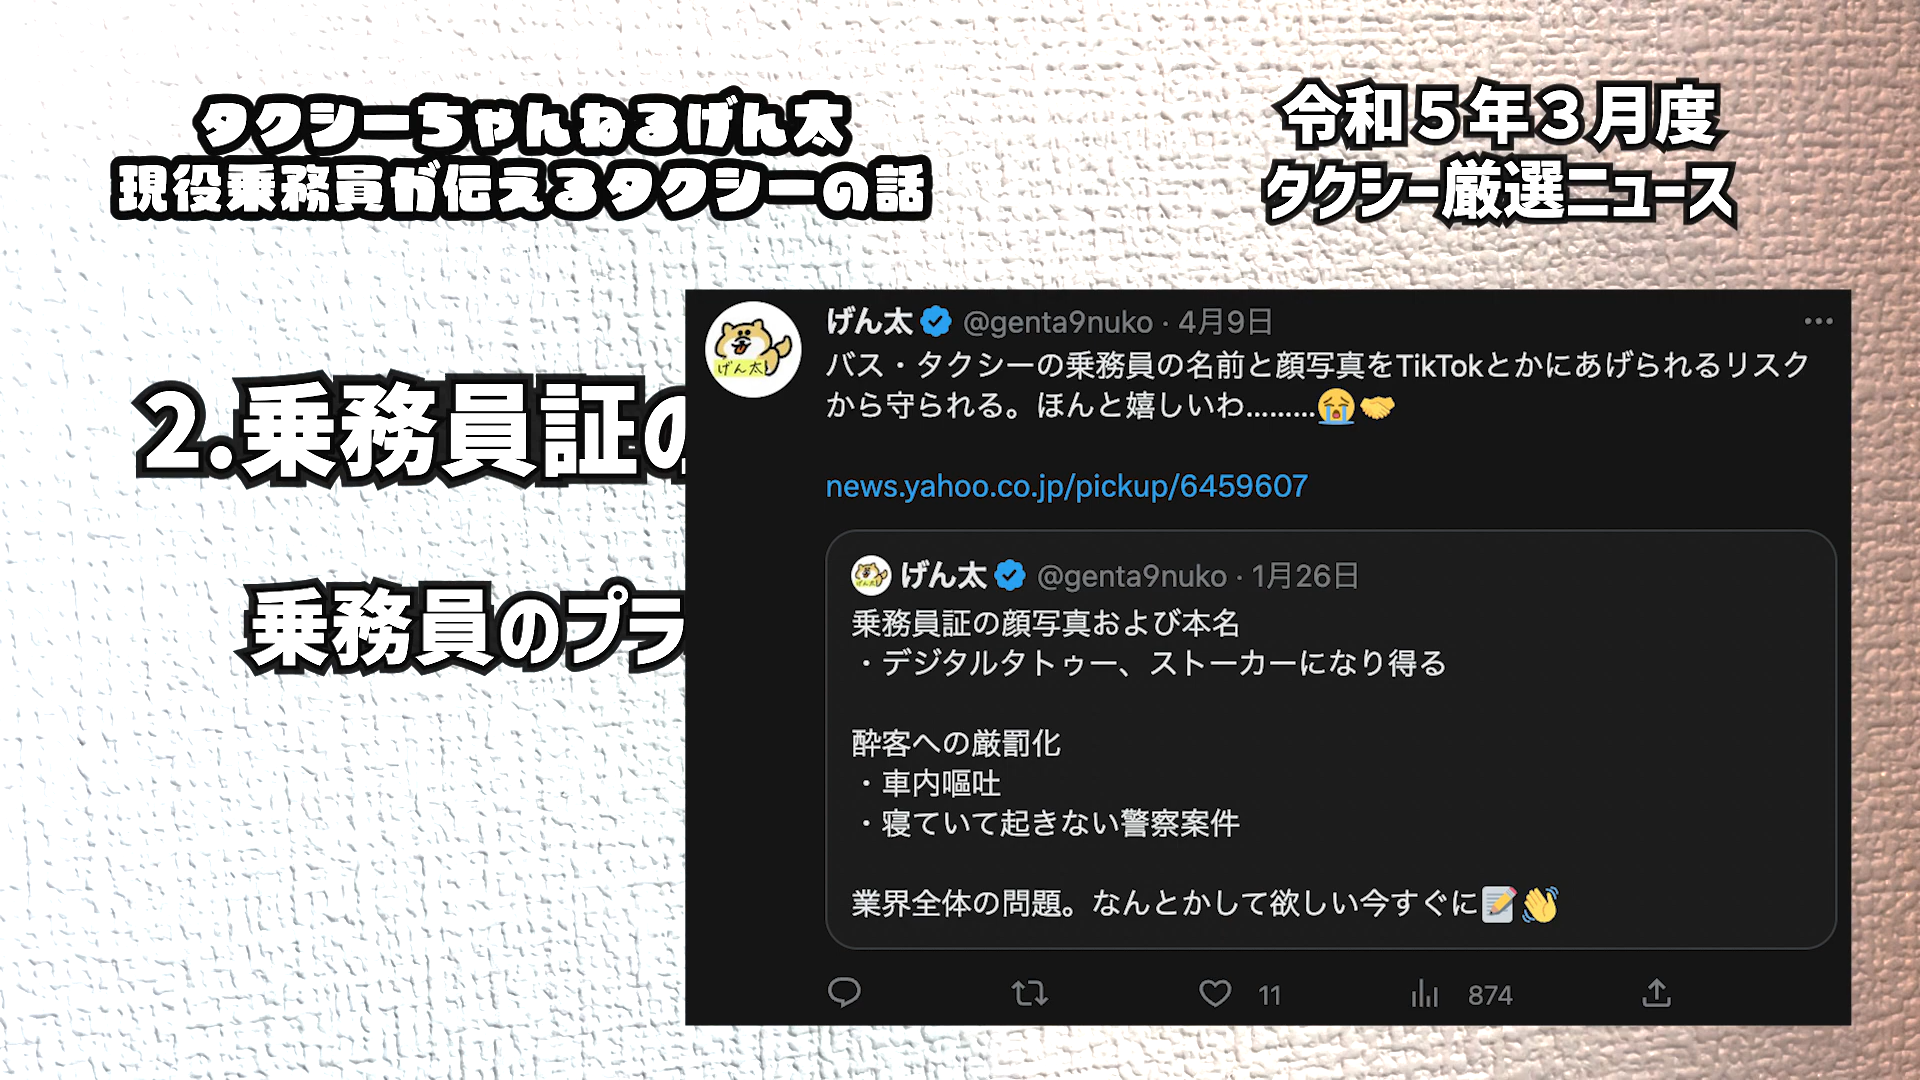 タクシーちゃんねるげん太
現役乗務員が伝えるタクシーの話
令和5年3月度
タクシー厳選ニュース
2.乗務員証の
乗務員のプラ
げん太 @genta9nuko · 4月9日
バス・タクシーの乗務員の名前と顔写真をTikTokとかにあげられるリスク
から守られる。ほんと嬉しいわ………😭🤝
news.yahoo.co.jp/pickup/6459607
げん太 @genta9nuko · 1月26日
乗務員証の顔写真および本名
・デジタルタトゥー、ストーカーになり得る
酔客への厳罰化
・車内嘔吐
・寝ていて起きない警察案件
業界全体の問題。なんとかして欲しい今すぐに📝👋
11
874
げん太